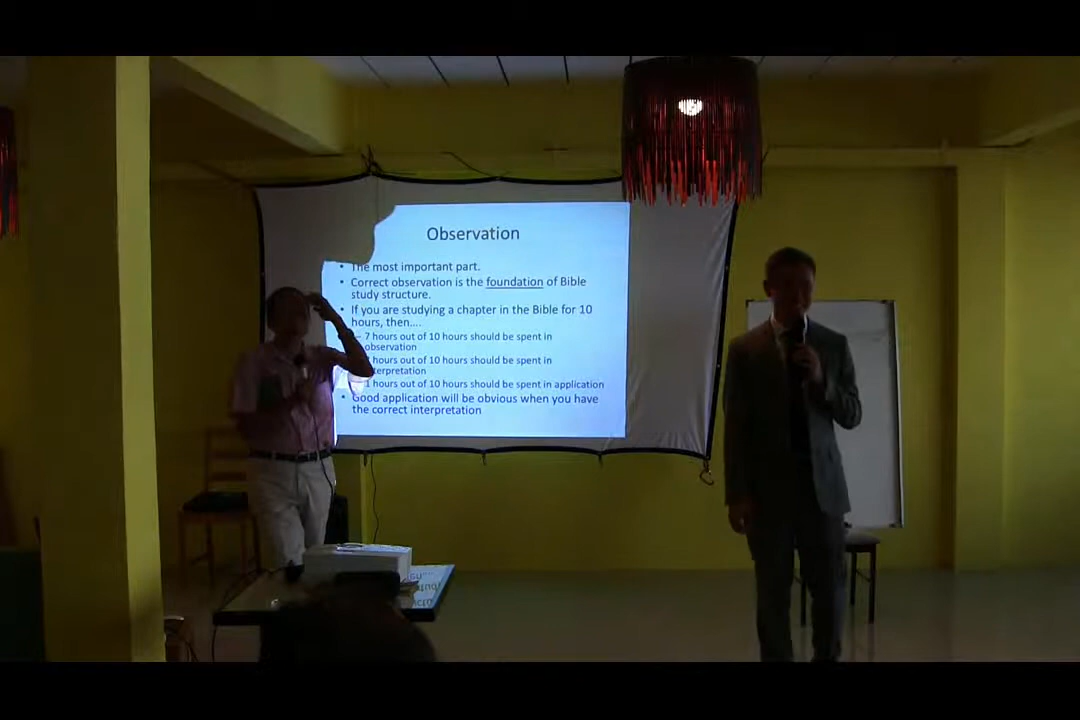 Observation
• The most important part.
• Correct observation is the foundation of Bible
study structure.
• If you are studying a chapter in the Bible for 10
hours, then….
– 7 hours out of 10 hours should be spent in
observation
hours out of 10 hours should be spent in
terpretation
1 hours out of 10 hours should be spent in application
• Good application will be obvious when you have
the correct interpretation